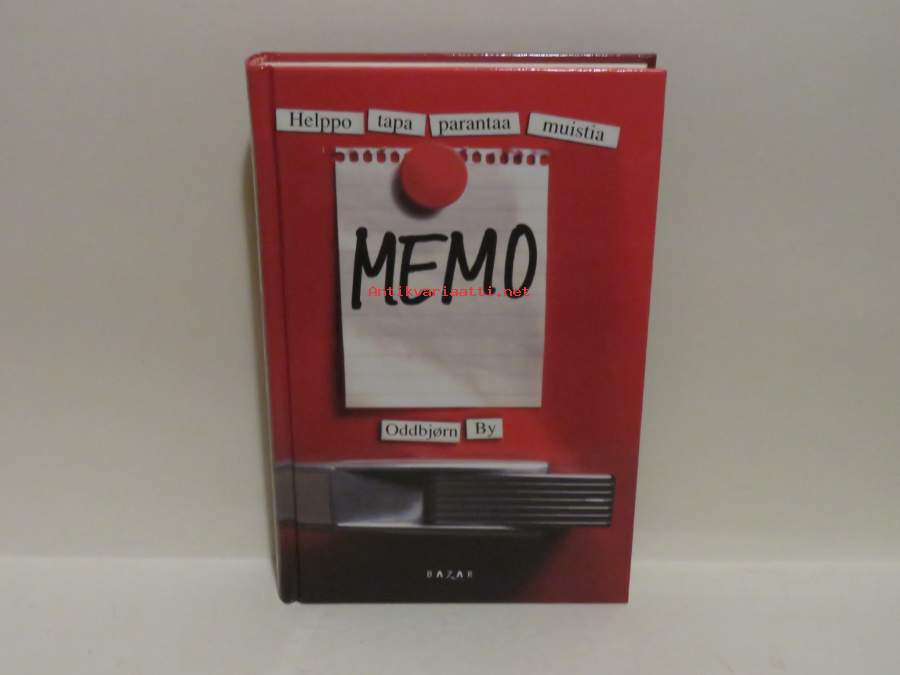 Helppo tapa parantaa muistia
MEMO
Antikvariaatti.net
Oddbjørn By
BAZAR